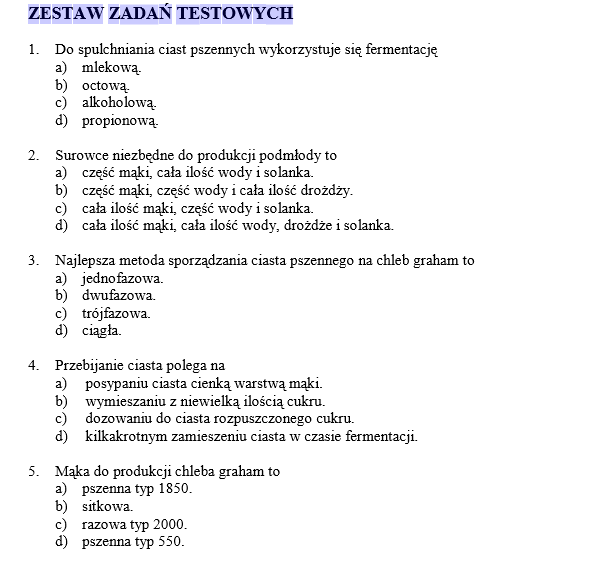 ZESTAW ZADAŃ TESTOWYCH
1. Do spulchniania ciast pszennych wykorzystuje się fermentację
a) mlekową.
b) octową.
c) alkoholową.
d) propionową.
2. Surowce niezbędne do produkcji podmłody to
a) część mąki, cała ilość wody i solanka.
b) część mąki, część wody i cała ilość drożdży.
c) cała ilość mąki, część wody i solanka.
d) cała ilość mąki, cała ilość wody, drożdże i solanka.
3. Najlepsza metoda sporządzania ciasta pszennego na chleb graham to
a) jednofazowa.
b) dwufazowa.
c) trójfazowa.
d) ciągła.
4. Przebijanie ciasta polega na
a) posypaniu ciasta cienką warstwą mąki.
b) wymieszaniu z niewielką ilością cukru.
c) dozowaniu do ciasta rozpuszczonego cukru.
d) kilkakrotnym zamieszeniu ciasta w czasie fermentacji.
5. Mąka do produkcji chleba graham to
a) pszenna typ 1850.
b) sitkowa.
c) razowa typ 2000.
d) pszenna typ 550.